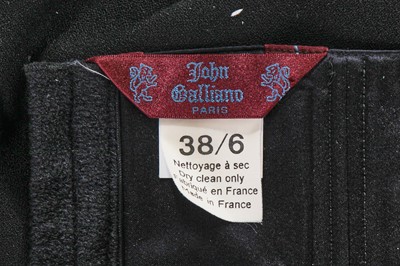 John
Galliano
PARIS
38/6
Nettoyage à sec
Dry clean only
Fabriqué en France
Made in France